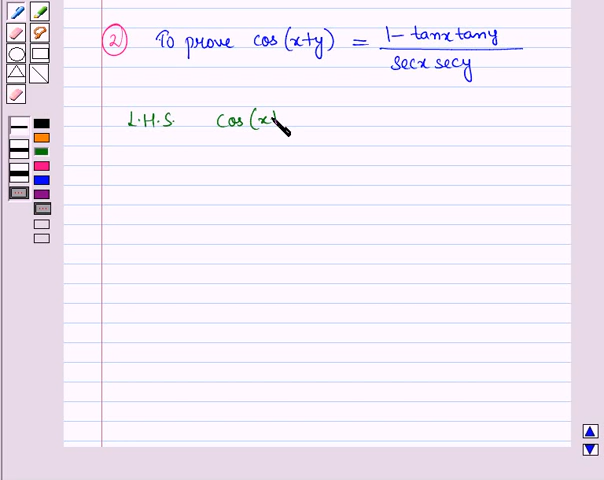 ② To prove cos(x+y) = 1- tanx tany / secx secy
L.H.S. cos(x